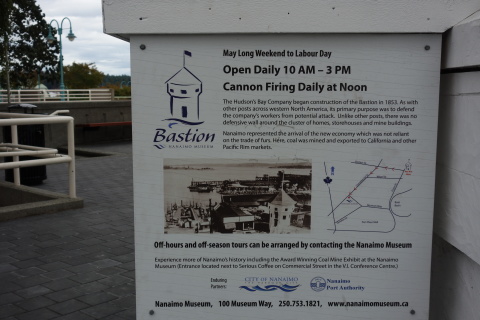 May Long Weekend to Labour Day
Open Daily 10 AM – 3 PM
Cannon Firing Daily at Noon
The Hudson's Bay Company began construction of the Bastion in 1853. As with
other posts across western North America, its primary purpose was to defend
the company's workers from potential attack. Unlike other posts, there was no
defensive wall around the cluster of homes, storehouses and mine buildings.
Nanaimo represented the arrival of the new economy which was not reliant
on the trade of furs. Here, coal was mined and exported to California and other
Pacific Rim markets.
Bastion
NANAIMO MUSEUM
Off-hours and off-season tours can be arranged by contacting the Nanaimo Museum
Experience more of Nanaimo's history including the Award Winning Coal Mine Exhibit at the Nanaimo
Museum (Entrance located next to Serious Coffee on Commercial Street in the V.I. Conference Centre.)
Enduring
Partners:
CITY OF NANAIMO
Nanaimo
Port Authority
Nanaimo Museum, 100 Museum Way, 250.753.1821, www.nanaimomuseum.ca